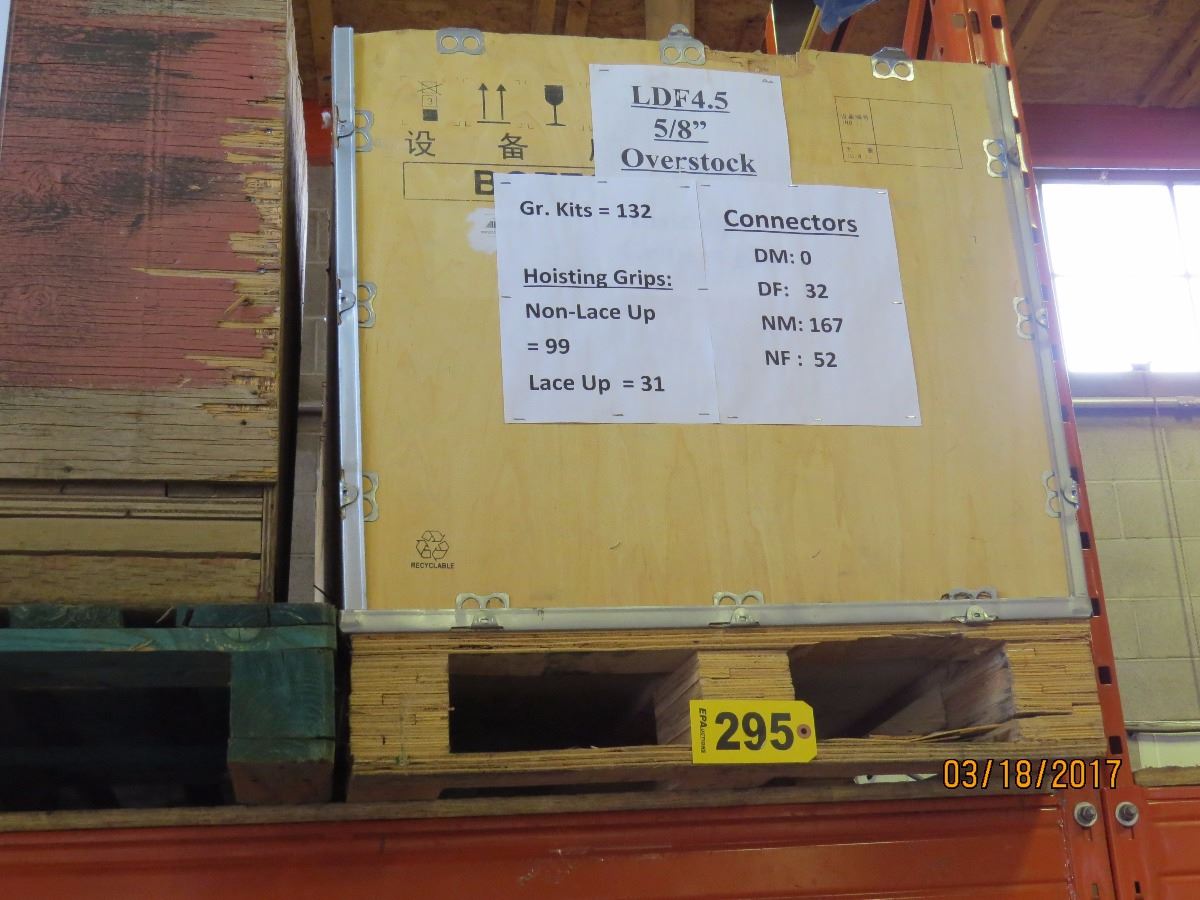 LDF4.5
5/8”
Overstock
设 备
Gr. Kits = 132
Hoisting Grips:
Non-Lace Up
= 99
Lace Up = 31
Connectors
DM: 0
DF: 32
NM: 167
NF : 52
RECYCLABLE
295
03/18/2017